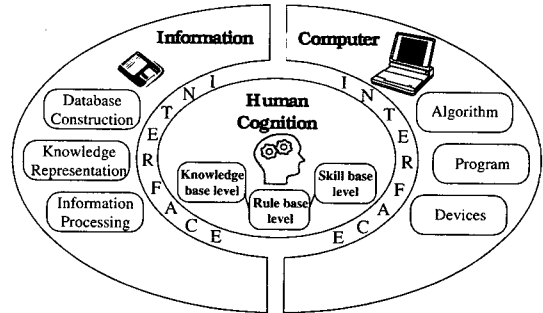 Information
Computer
Database
Construction
Knowledge
Representation
Information
Processing
INTERFACE
Human
Cognition
Knowledge
base level
Rule base
level
Skill base
level
INTERFACE
Algorithm
Program
Devices